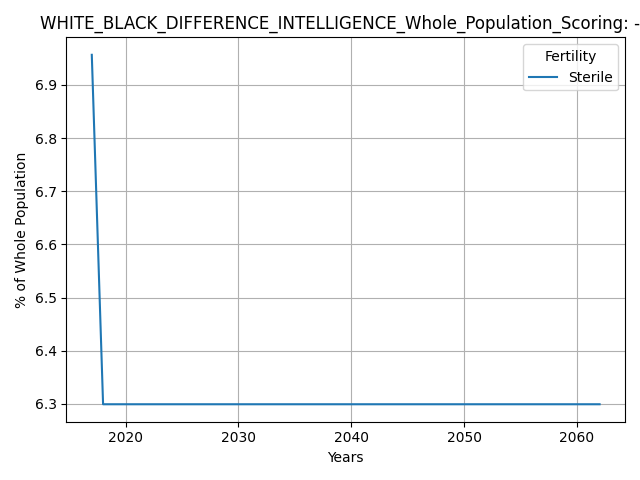 WHITE_BLACK_DIFFERENCE_INTELLIGENCE_Whole_Population_Scoring: -
Fertility
Sterile
6.9
6.8
6.7
6.6
6.5
6.4
6.3
% of Whole Population
2020 2030 2040 2050 2060
Years